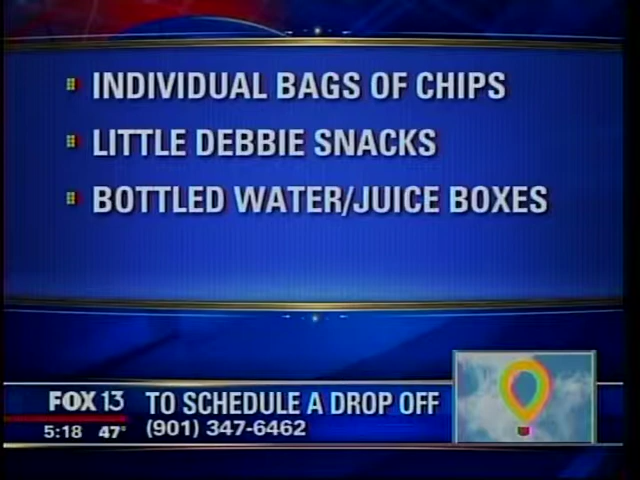 INDIVIDUAL BAGS OF CHIPS
LITTLE DEBBIE SNACKS
BOTTLED WATER/JUICE BOXES
FOX 13 TO SCHEDULE A DROP OFF
5:18 47° (901) 347-6462